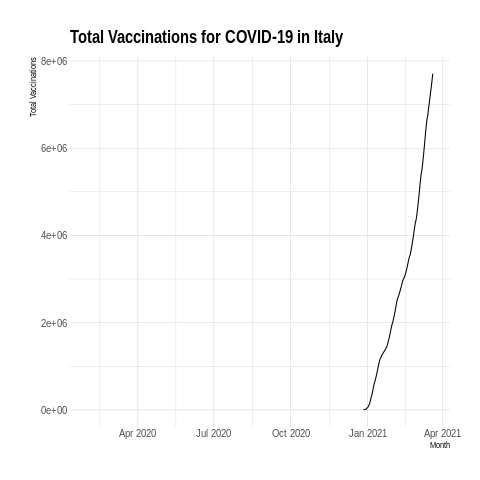 Total Vaccinations for COVID-19 in Italy
Total Vaccinations
8e+06
6e+06
4e+06
2e+06
0e+00
Apr 2020 Jul 2020 Oct 2020 Jan 2021 Apr 2021
Month